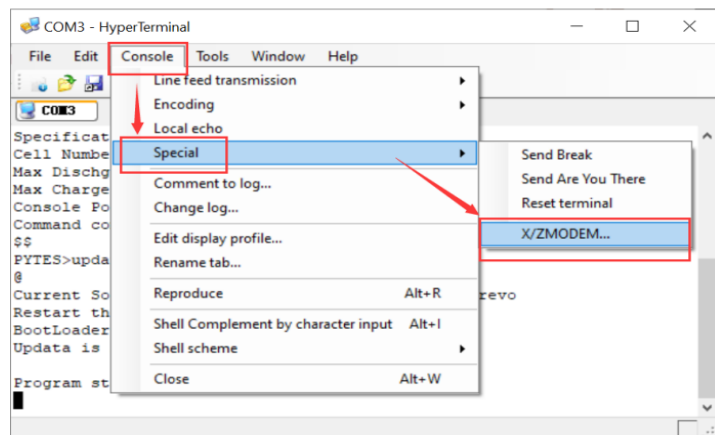 COM3 - HyperTerminal
File Edit Console Tools Window Help
COM3
Line feed transmission
Encoding
Local echo
Special
Comment to log...
Change log...
Edit display profile...
Rename tab...
Reproduce Alt+R
Shell Complement by character input Alt+I
Shell scheme
Close Alt+W
Send Break
Send Are You There
Reset terminal
X/ZMODEM...
Specificat
Cell Numbe
Max Dischg
Max Charge
Console Po
Command co
$$
PYTES>upda
@
Current So revo
Restart th
BootLoader
Updata is
Program st